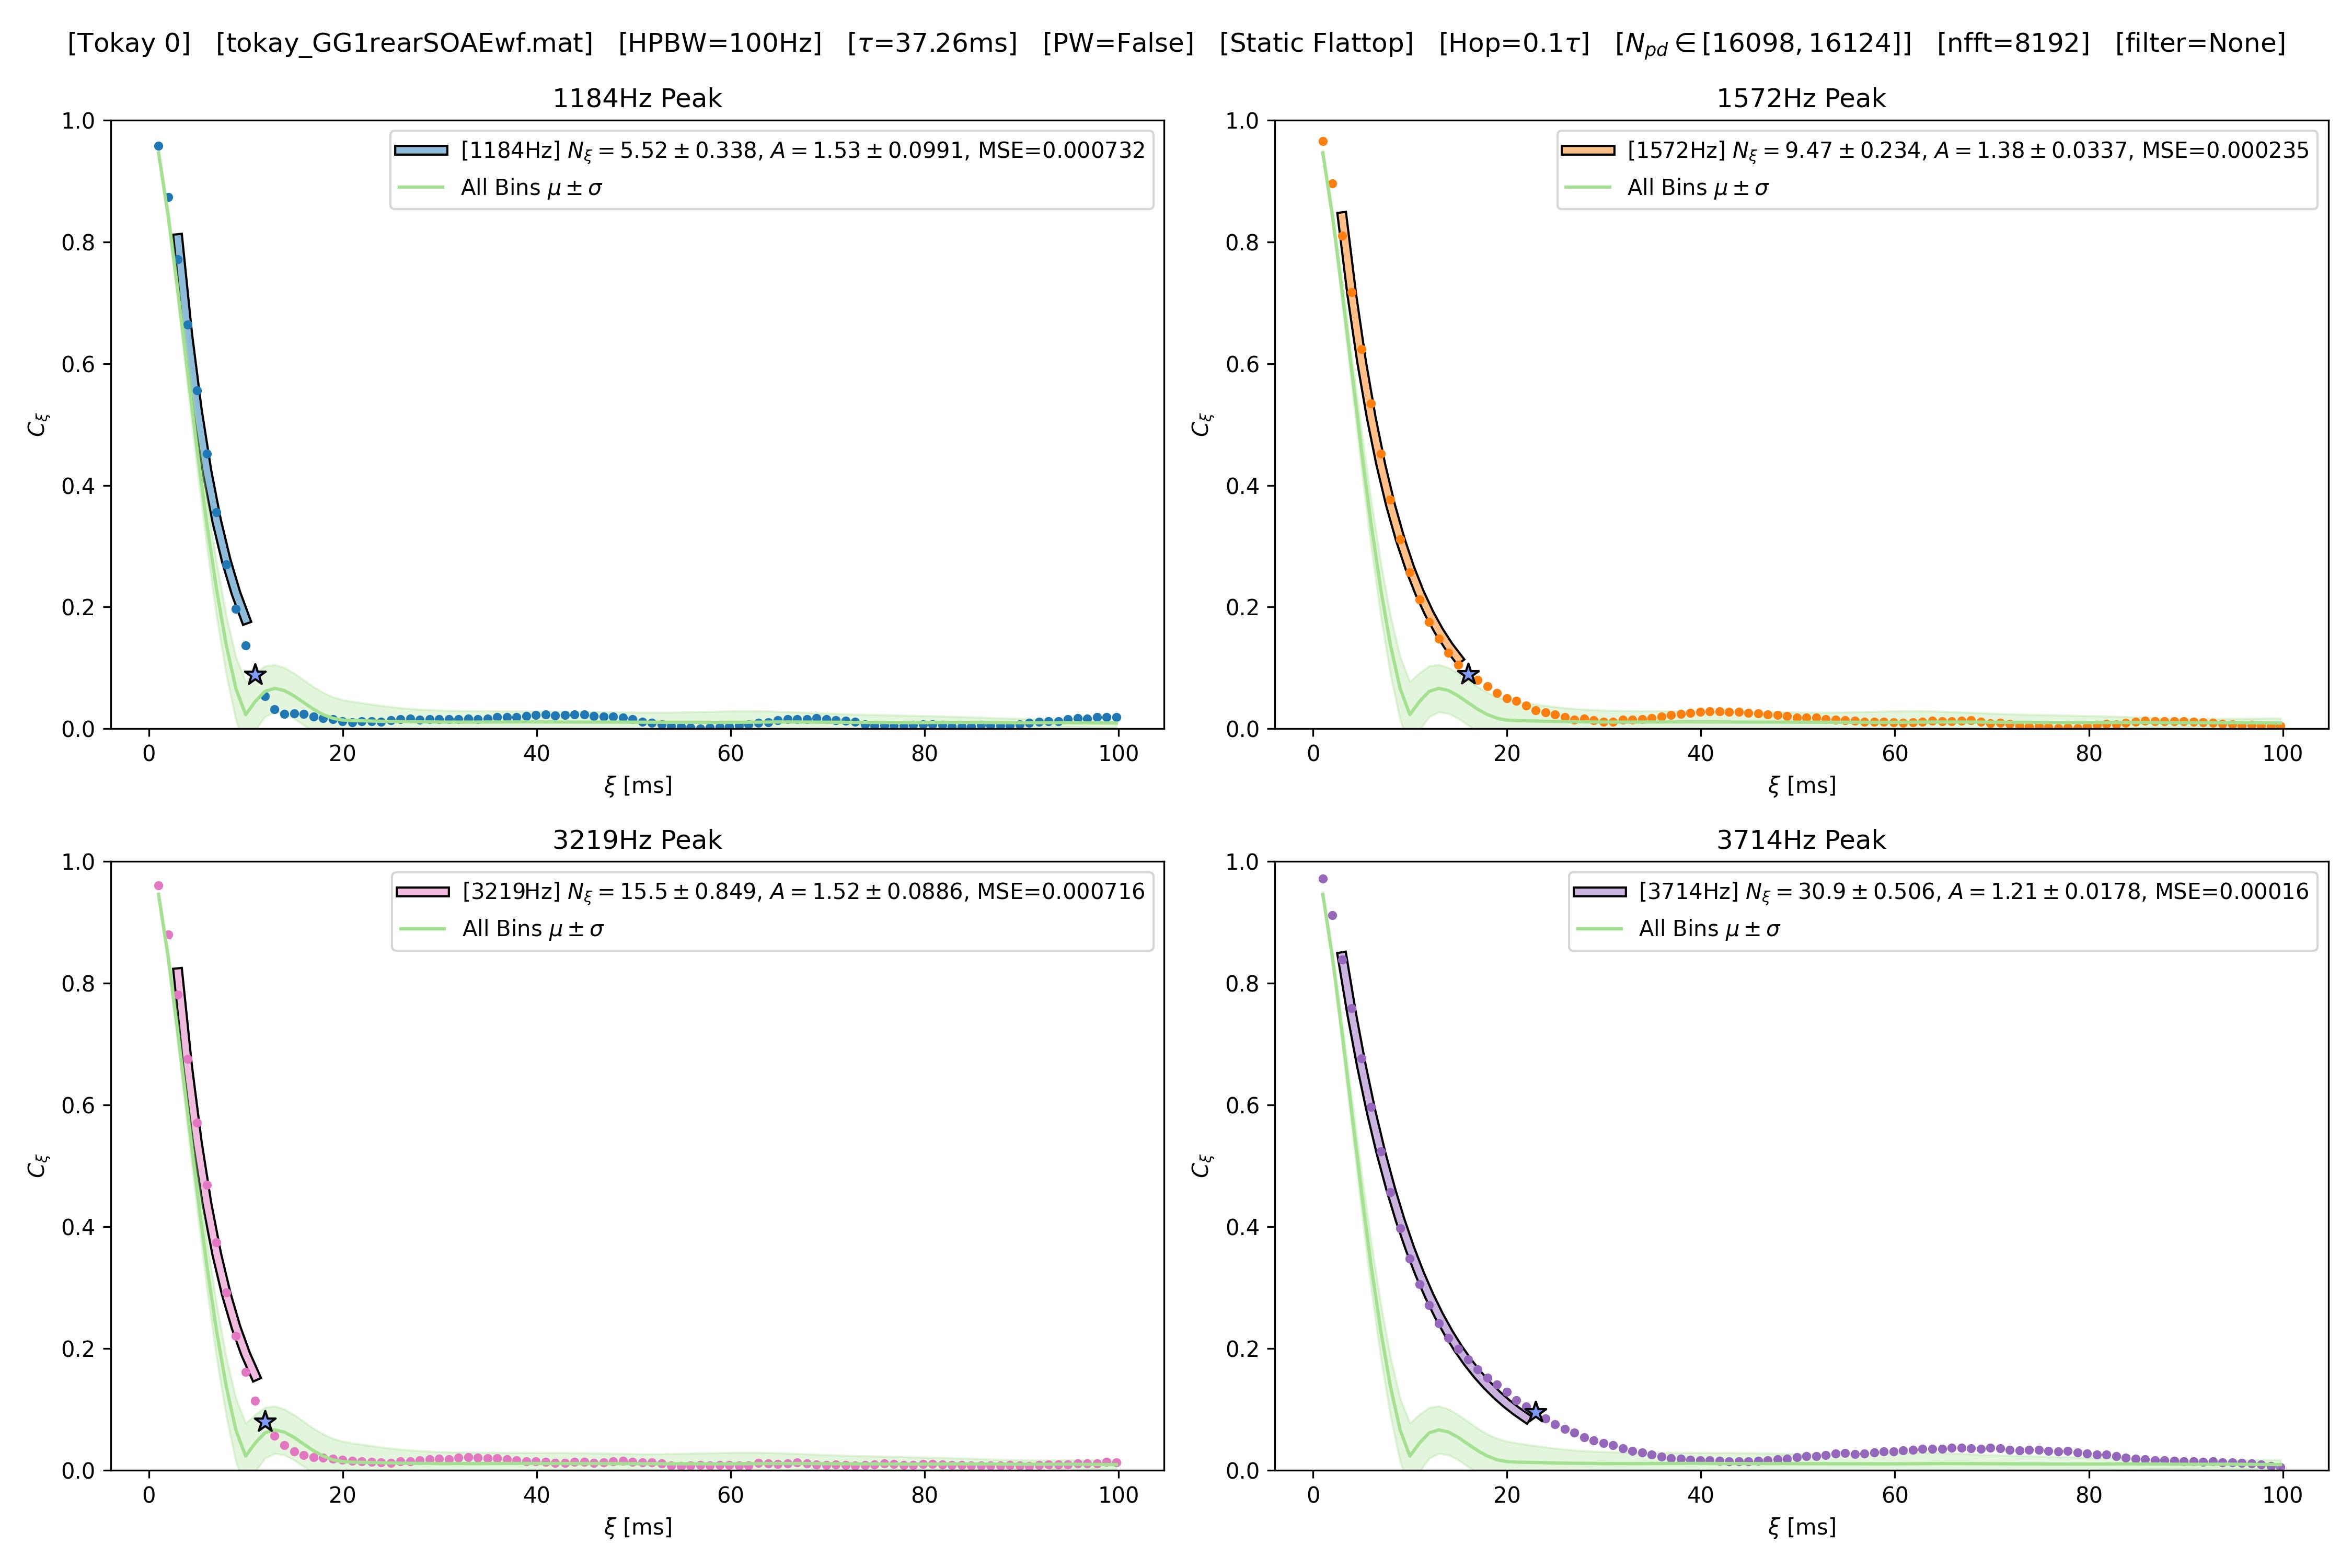 [Tokay 0] [tokay_GG1rearSOAEwf.mat] [HPBW=100Hz] [τ=37.26ms] [PW=False] [Static Flattop] [Hop=0.1τ] [N_pd ∈ [16098, 16124]] [nfft=8192] [filter=None]
1184Hz Peak
[1184Hz] N_ξ = 5.52 ± 0.338, A = 1.53 ± 0.0991, MSE=0.000732
All Bins μ ± σ
1.0
0.8
0.6
0.4
0.2
0.0
C_ξ
0 20 40 60 80 100
ξ [ms]
1572Hz Peak
[1572Hz] N_ξ = 9.47 ± 0.234, A = 1.38 ± 0.0337, MSE=0.000235
All Bins μ ± σ
1.0
0.8
0.6
0.4
0.2
0.0
C_ξ
0 20 40 60 80 100
ξ [ms]
3219Hz Peak
[3219Hz] N_ξ = 15.5 ± 0.849, A = 1.52 ± 0.0886, MSE=0.000716
All Bins μ ± σ
1.0
0.8
0.6
0.4
0.2
0.0
C_ξ
0 20 40 60 80 100
ξ [ms]
3714Hz Peak
[3714Hz] N_ξ = 30.9 ± 0.506, A = 1.21 ± 0.0178, MSE=0.00016
All Bins μ ± σ
1.0
0.8
0.6
0.4
0.2
0.0
C_ξ
0 20 40 60 80 100
ξ [ms]